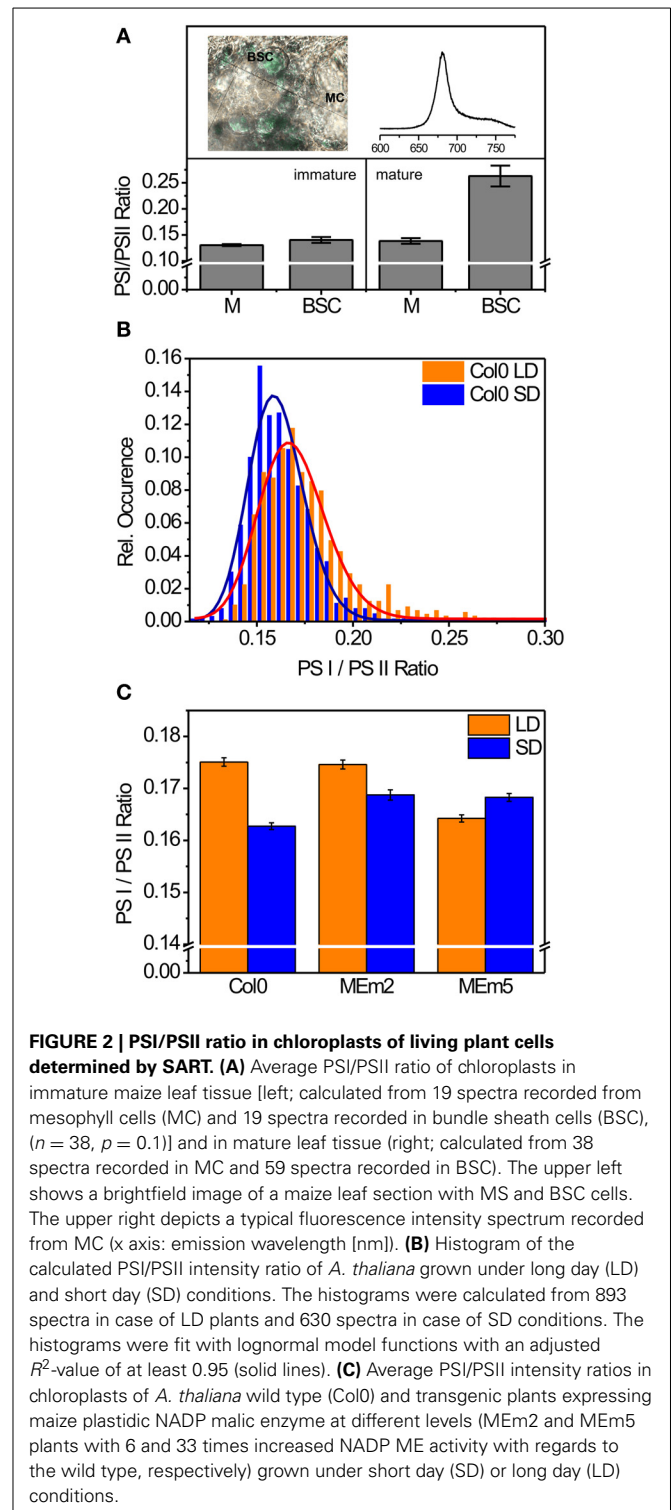 A
BSC
MC
600 650 700 750
immature mature
PSI/PSII Ratio
0.25
0.20
0.15
0.10
0.00
M BSC M BSC
B
Rel. Occurence
0.16
0.14
0.12
0.10
0.08
0.06
0.04
0.02
0.00
Col0 LD
Col0 SD
0.15 0.20 0.25 0.30
PS I / PS II Ratio
C
PS I / PS II Ratio
0.18
0.17
0.16
0.15
0.14
0.00
LD
SD
Col0 MEm2 MEm5
FIGURE 2 | PSI/PSII ratio in chloroplasts of living plant cells
determined by SART. (A) Average PSI/PSII ratio of chloroplasts in
immature maize leaf tissue [left; calculated from 19 spectra recorded from
mesophyll cells (MC) and 19 spectra recorded in bundle sheath cells (BSC),
(n = 38, p = 0.1)] and in mature leaf tissue (right; calculated from 38
spectra recorded in MC and 59 spectra recorded in BSC). The upper left
shows a brightfield image of a maize leaf section with MS and BSC cells.
The upper right depicts a typical fluorescence intensity spectrum recorded
from MC (x axis: emission wavelength [nm]). (B) Histogram of the
calculated PSI/PSII intensity ratio of A. thaliana grown under long day (LD)
and short day (SD) conditions. The histograms were calculated from 893
spectra in case of LD plants and 630 spectra in case of SD conditions. The
histograms were fit with lognormal model functions with an adjusted
R²-value of at least 0.95 (solid lines). (C) Average PSI/PSII intensity ratios in
chloroplasts of A. thaliana wild type (Col0) and transgenic plants expressing
maize plastidic NADP malic enzyme at different levels (MEm2 and MEm5
plants with 6 and 33 times increased NADP ME activity with regards to
the wild type, respectively) grown under short day (SD) or long day (LD)
conditions.